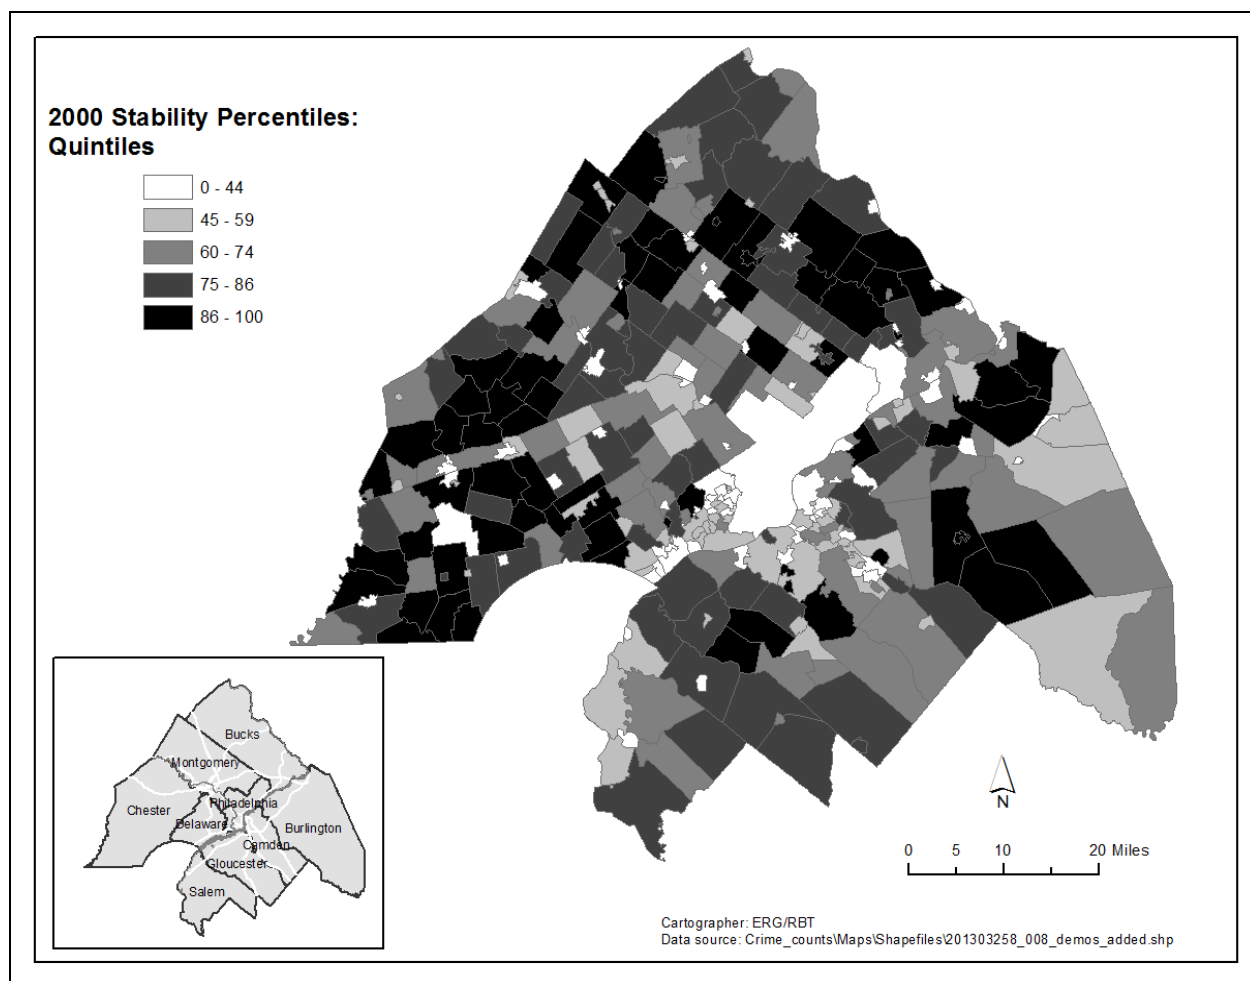 2000 Stability Percentiles:
Quintiles
0 - 44
45 - 59
60 - 74
75 - 86
86 - 100
Bucks
Montgomery
Philadelphia
Chester
Delaware
Burlington
Camden
Gloucester
Salem
N
0 5 10 20 Miles
Cartographer: ERG/RBT
Data source: Crime_counts\Maps\Shapefiles\201303258_008_demos_added.shp